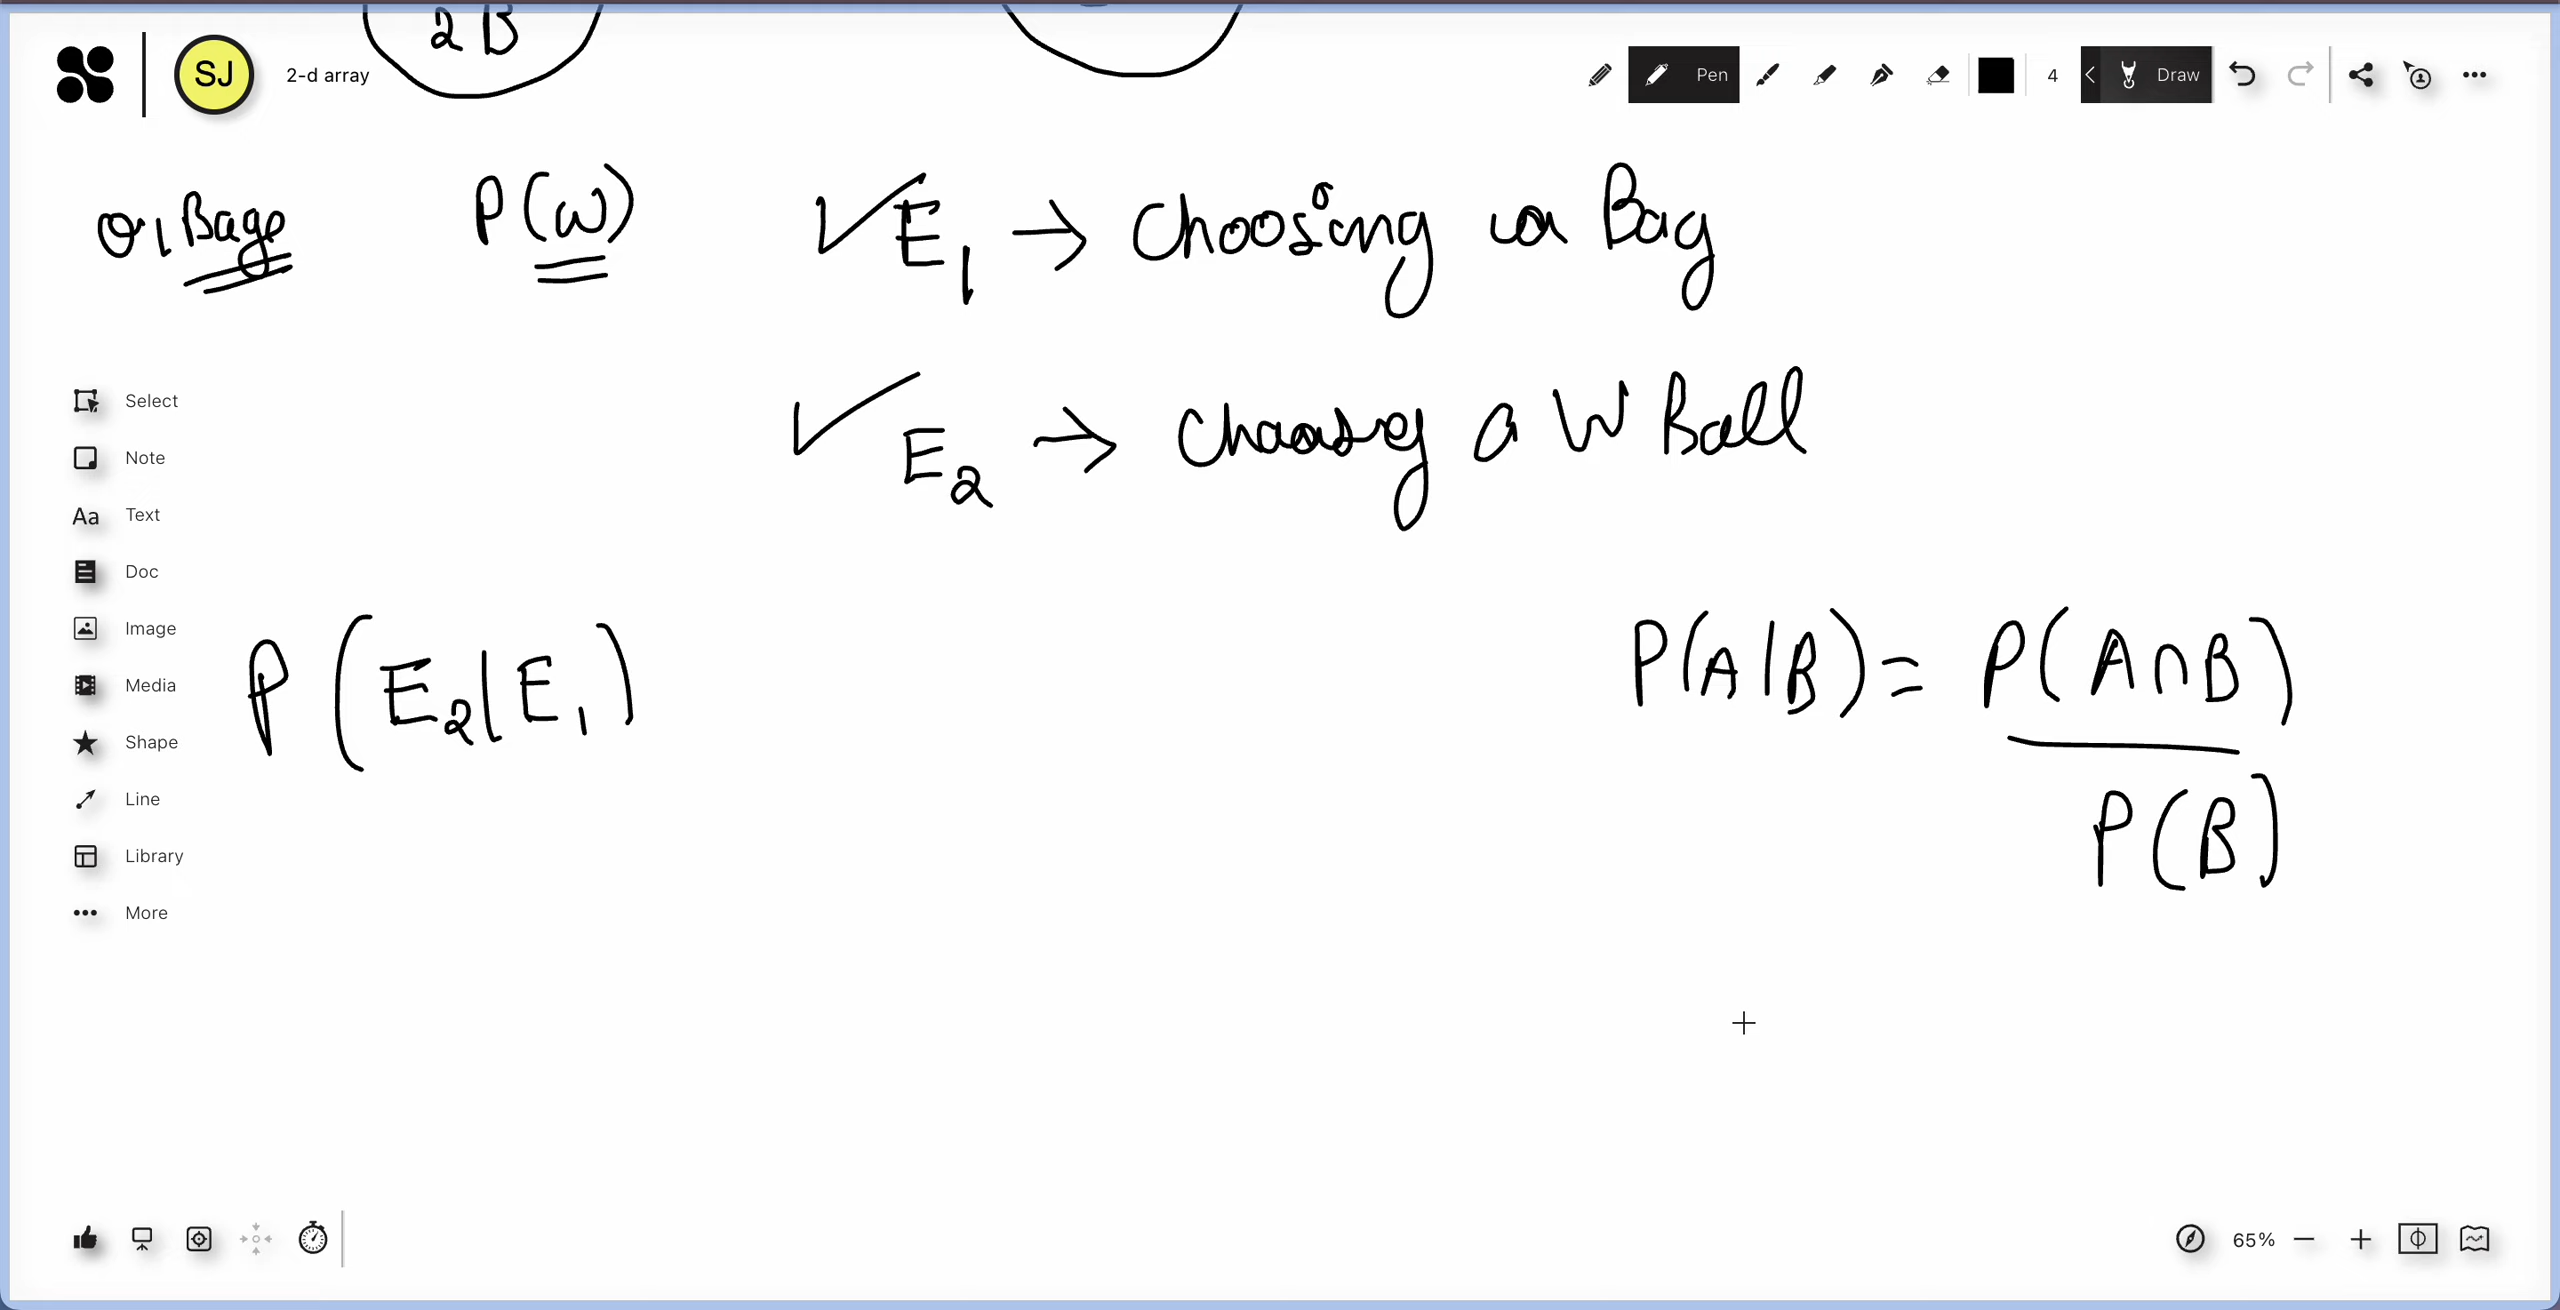 2 B
SJ
2-d array
Pen
4
Draw
Bags
P(W)
E1 → Choosing a Bag
E2 → Choosing a W Ball
Select
Note
Aa Text
Doc
Image
Media
Shape
Line
Library
More
P(E2|E1)
P(A|B) = P(A∩B)
P(B)
65%